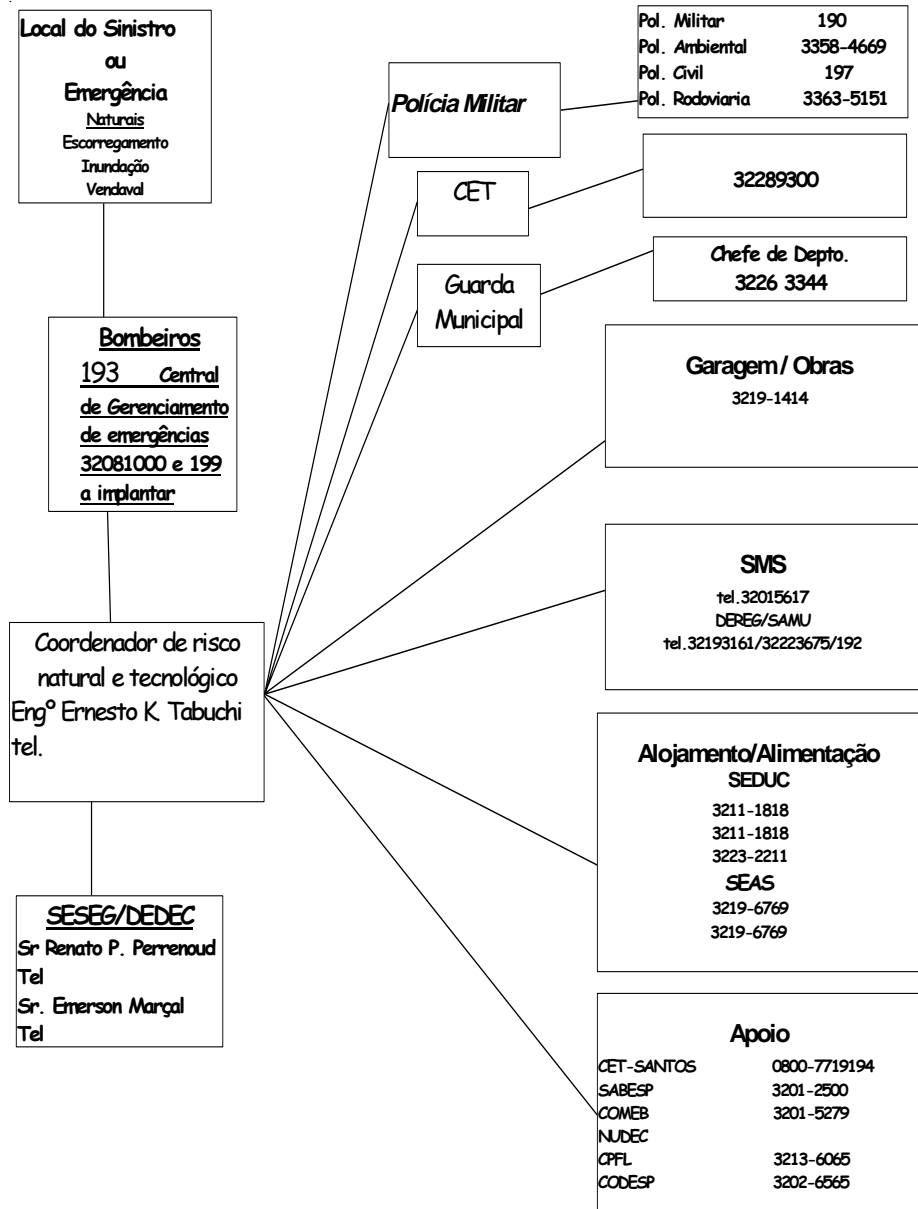 Local do Sinistro
ou
Emergência
Naturais
Escorregamento
Inundação
Vendaval
Bombeiros
193 Central
de Gerenciamento
de emergências
32081000 e 199
a implantar
Coordenador de risco
natural e tecnológico
Engº Ernesto K. Tabuchi
tel.
SESEG/DEDEC
Sr Renato P. Perrenoud
Tel
Sr. Emerson Marçal
Tel
Polícia Militar
Pol. Militar 190
Pol. Ambiental 3358-4669
Pol. Civil 197
Pol. Rodoviaria 3363-5151
CET
32289300
Guarda
Municipal
Chefe de Depto.
3226 3344
Garagem / Obras
3219-1414
SMS
tel.32015617
DEREG/SAMU
tel.32193161/32223675/192
Alojamento/Alimentação
SEDUC
3211-1818
3211-1818
3223-2211
SEAS
3219-6769
3219-6769
Apoio
CET-SANTOS 0800-7719194
SABESP 3201-2500
COMEB 3201-5279
NUDEC
CPFL 3213-6065
CODESP 3202-6565